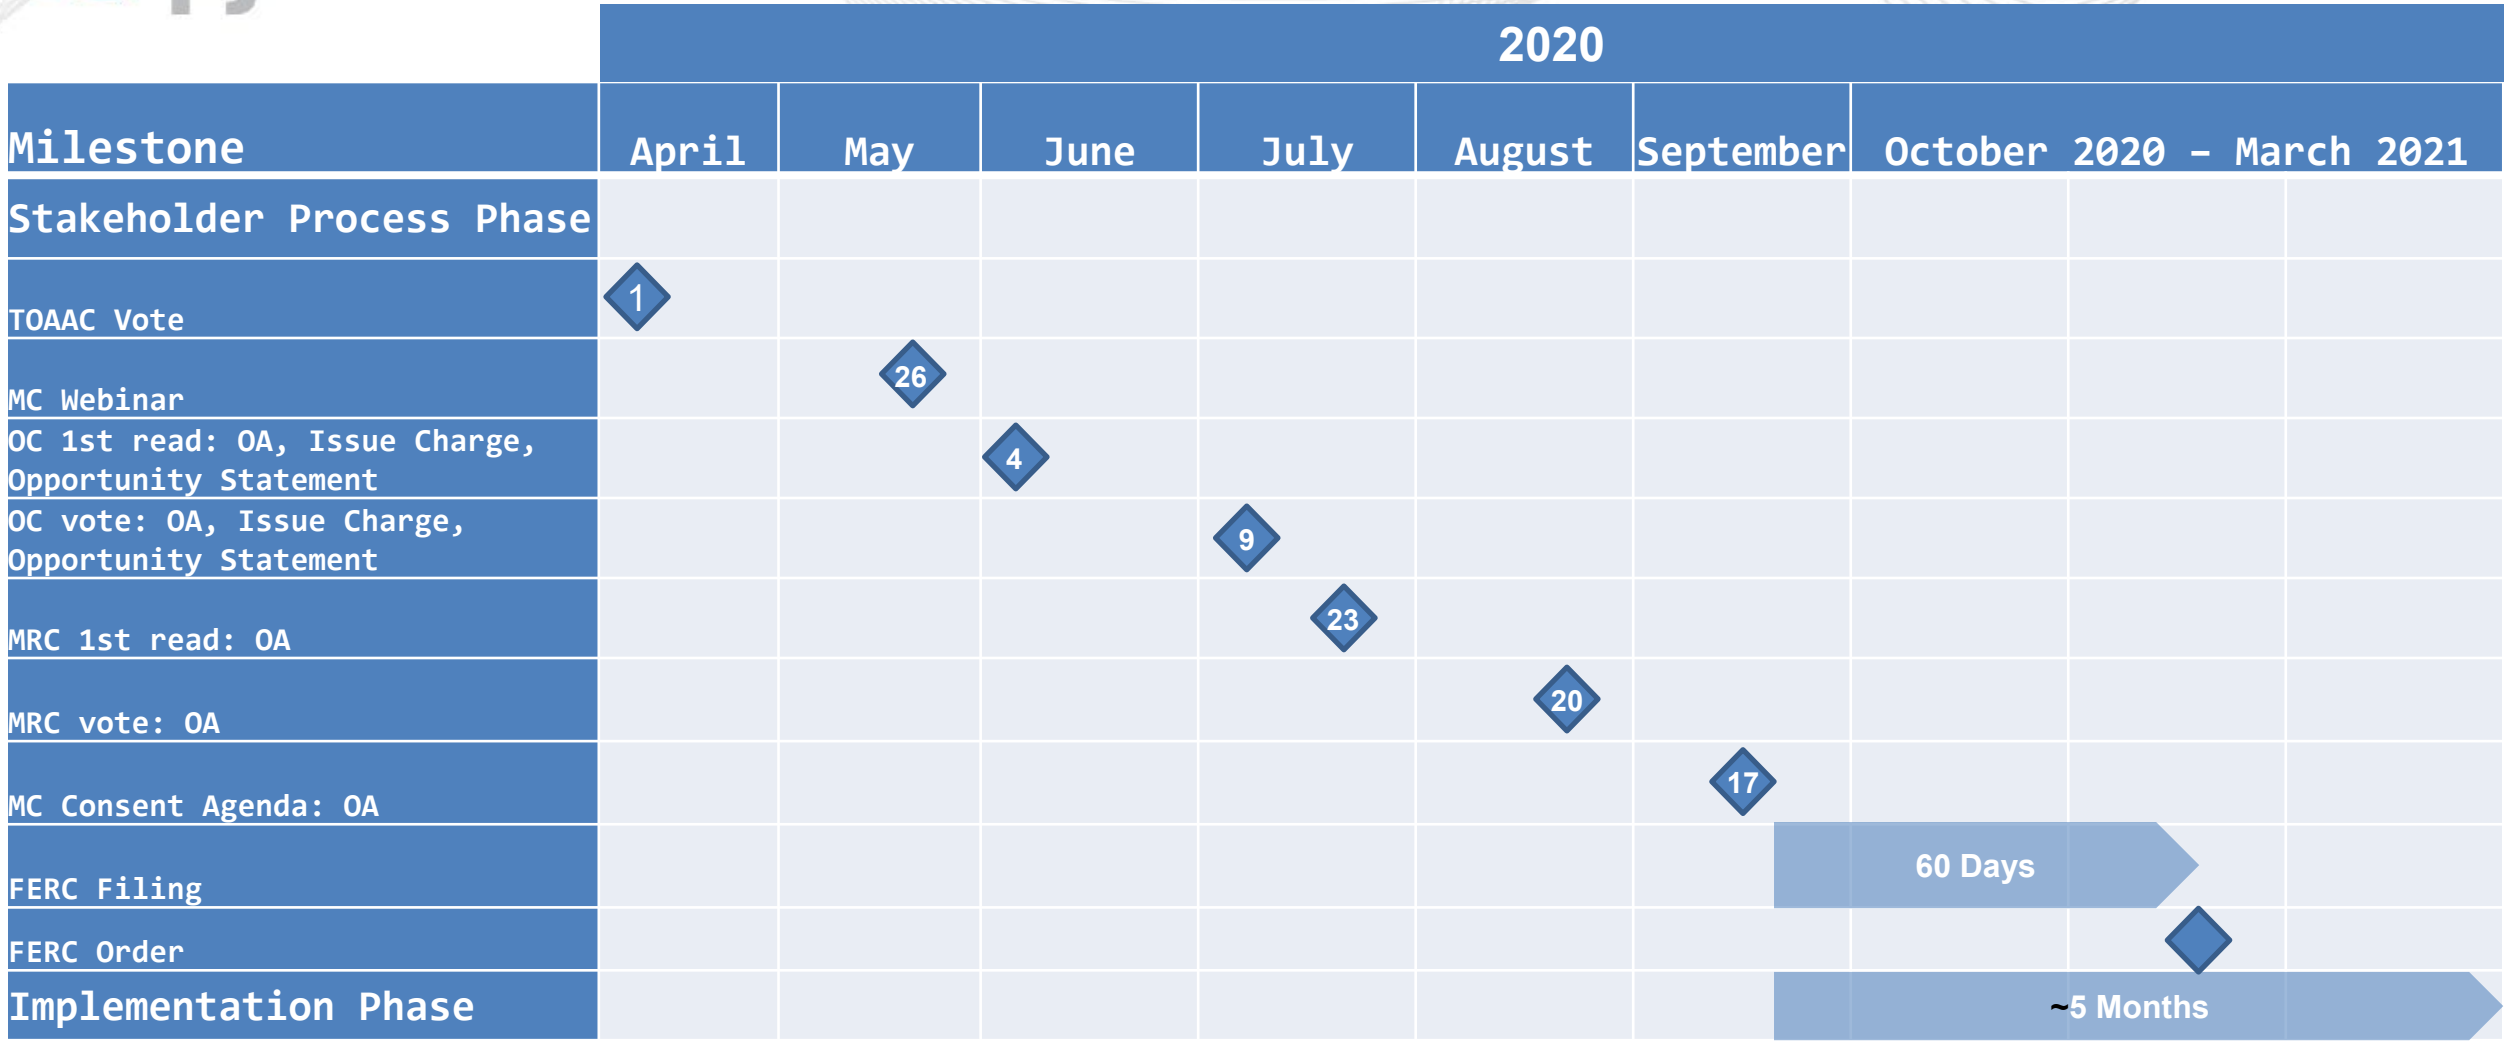 2020
Milestone April May June July August September October 2020 – March 2021
Stakeholder Process Phase
TOAAC Vote 1
MC Webinar 26
OC 1st read: OA, Issue Charge,
Opportunity Statement 4
OC vote: OA, Issue Charge,
Opportunity Statement 9
MRC 1st read: OA 23
MRC vote: OA 20
MC Consent Agenda: OA 17
FERC Filing 60 Days
FERC Order
Implementation Phase ~5 Months